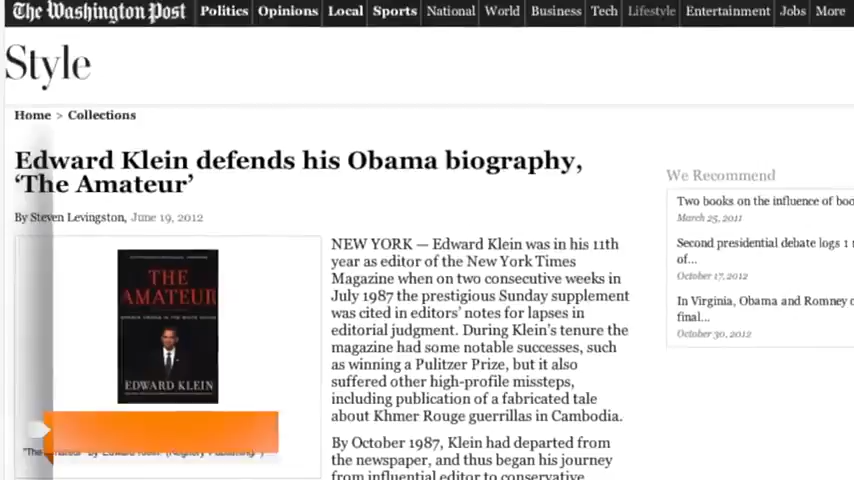 The Washington Post
Politics Opinions Local Sports National World Business Tech Lifestyle Entertainment Jobs More
Style
Home > Collections
Edward Klein defends his Obama biography,
‘The Amateur’
By Steven Levingston, June 19, 2012
THE
AMATEUR
EDWARD KLEIN
NEW YORK — Edward Klein was in his 11th
year as editor of the New York Times
Magazine when on two consecutive weeks in
July 1987 the prestigious Sunday supplement
was cited in editors’ notes for lapses in
editorial judgment. During Klein’s tenure the
magazine had some notable successes, such
as winning a Pulitzer Prize, but it also
suffered other high-profile missteps,
including publication of a fabricated tale
about Khmer Rouge guerrillas in Cambodia.
By October 1987, Klein had departed from
the newspaper, and thus began his journey
from influential editor to conservative
We Recommend
Two books on the influence of boo
March 25, 2011
Second presidential debate logs 1
of...
October 17, 2012
In Virginia, Obama and Romney
final...
October 30, 2012